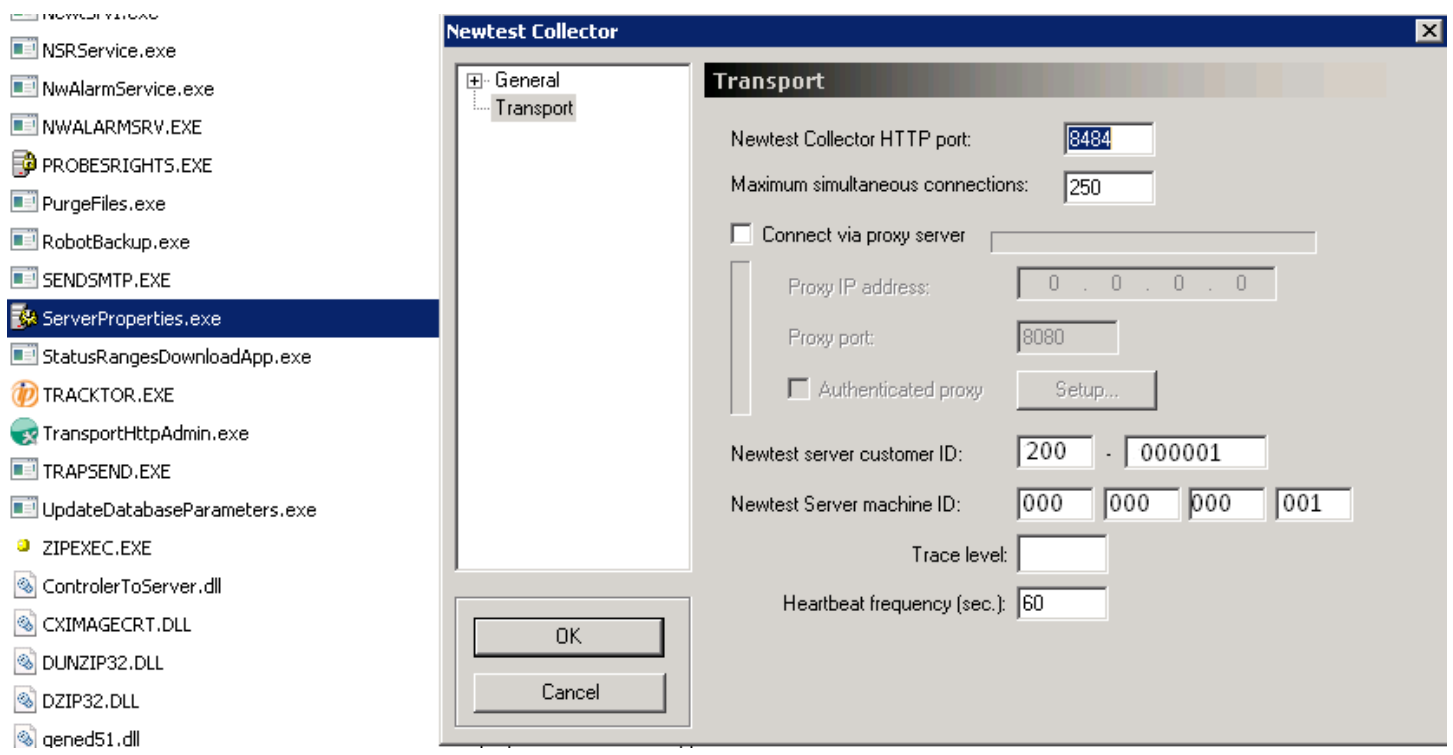 NSRService.exe
NwAlarmService.exe
NWALARMSRV.EXE
PROBESRIGHTS.EXE
PurgeFiles.exe
RobotBackup.exe
SENDSMTP.EXE
ServerProperties.exe
StatusRangesDownloadApp.exe
TRACKTOR.EXE
TransportHttpAdmin.exe
TRAPSEND.EXE
UpdateDatabaseParameters.exe
ZIPEXEC.EXE
ControlerToServer.dll
CXIMAGECRT.DLL
DUNZIP32.DLL
DZIP32.DLL
gened51.dll
Newtest Collector
General
Transport
OK
Cancel
Transport
Newtest Collector HTTP port: 8484
Maximum simultaneous connections: 250
Connect via proxy server
Proxy IP address: 0 . 0 . 0 . 0
Proxy port: 8080
Authenticated proxy Setup...
Newtest server customer ID: 200 - 000001
Newtest Server machine ID: 000 000 000 001
Trace level:
Heartbeat frequency (sec.): 60